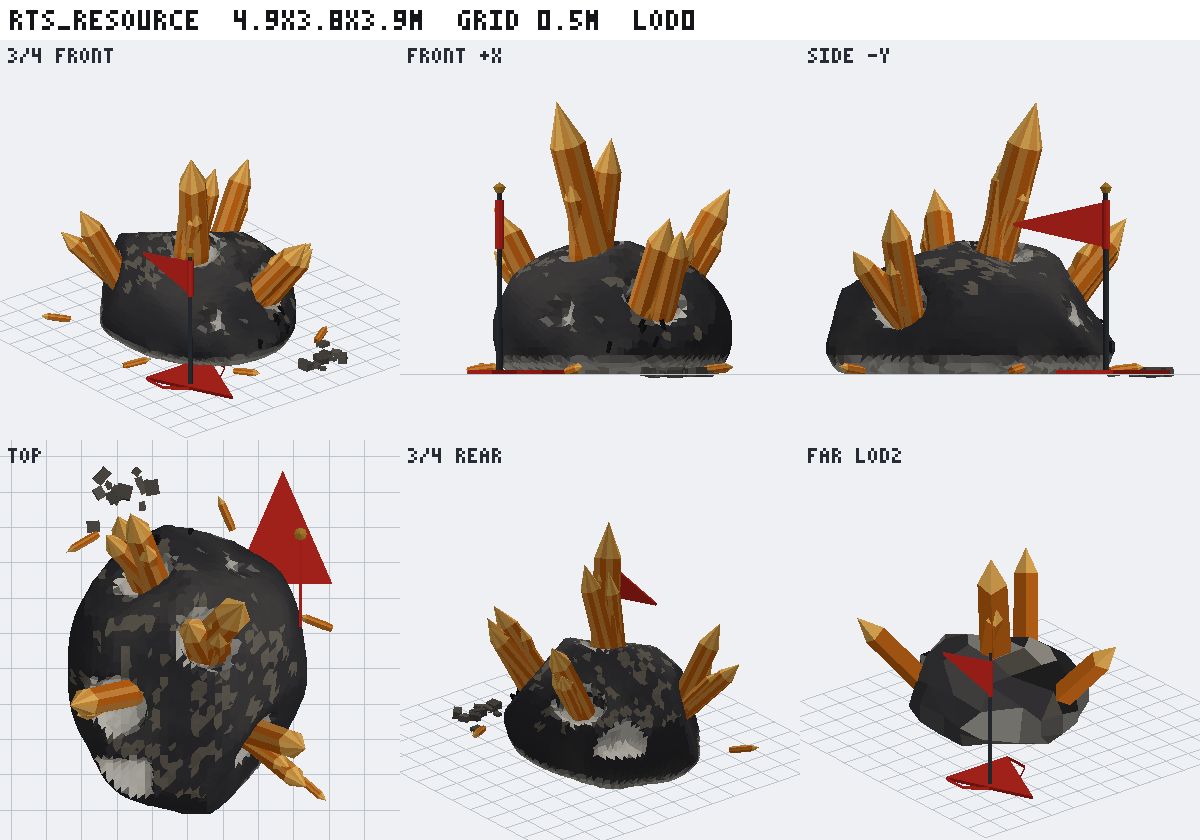 RTS_RESOURCE 4.9X3.8X3.9M GRID 0.5M LOD0
3/4 FRONT
FRONT +X
SIDE -Y
TOP
3/4 REAR
FAR LOD2